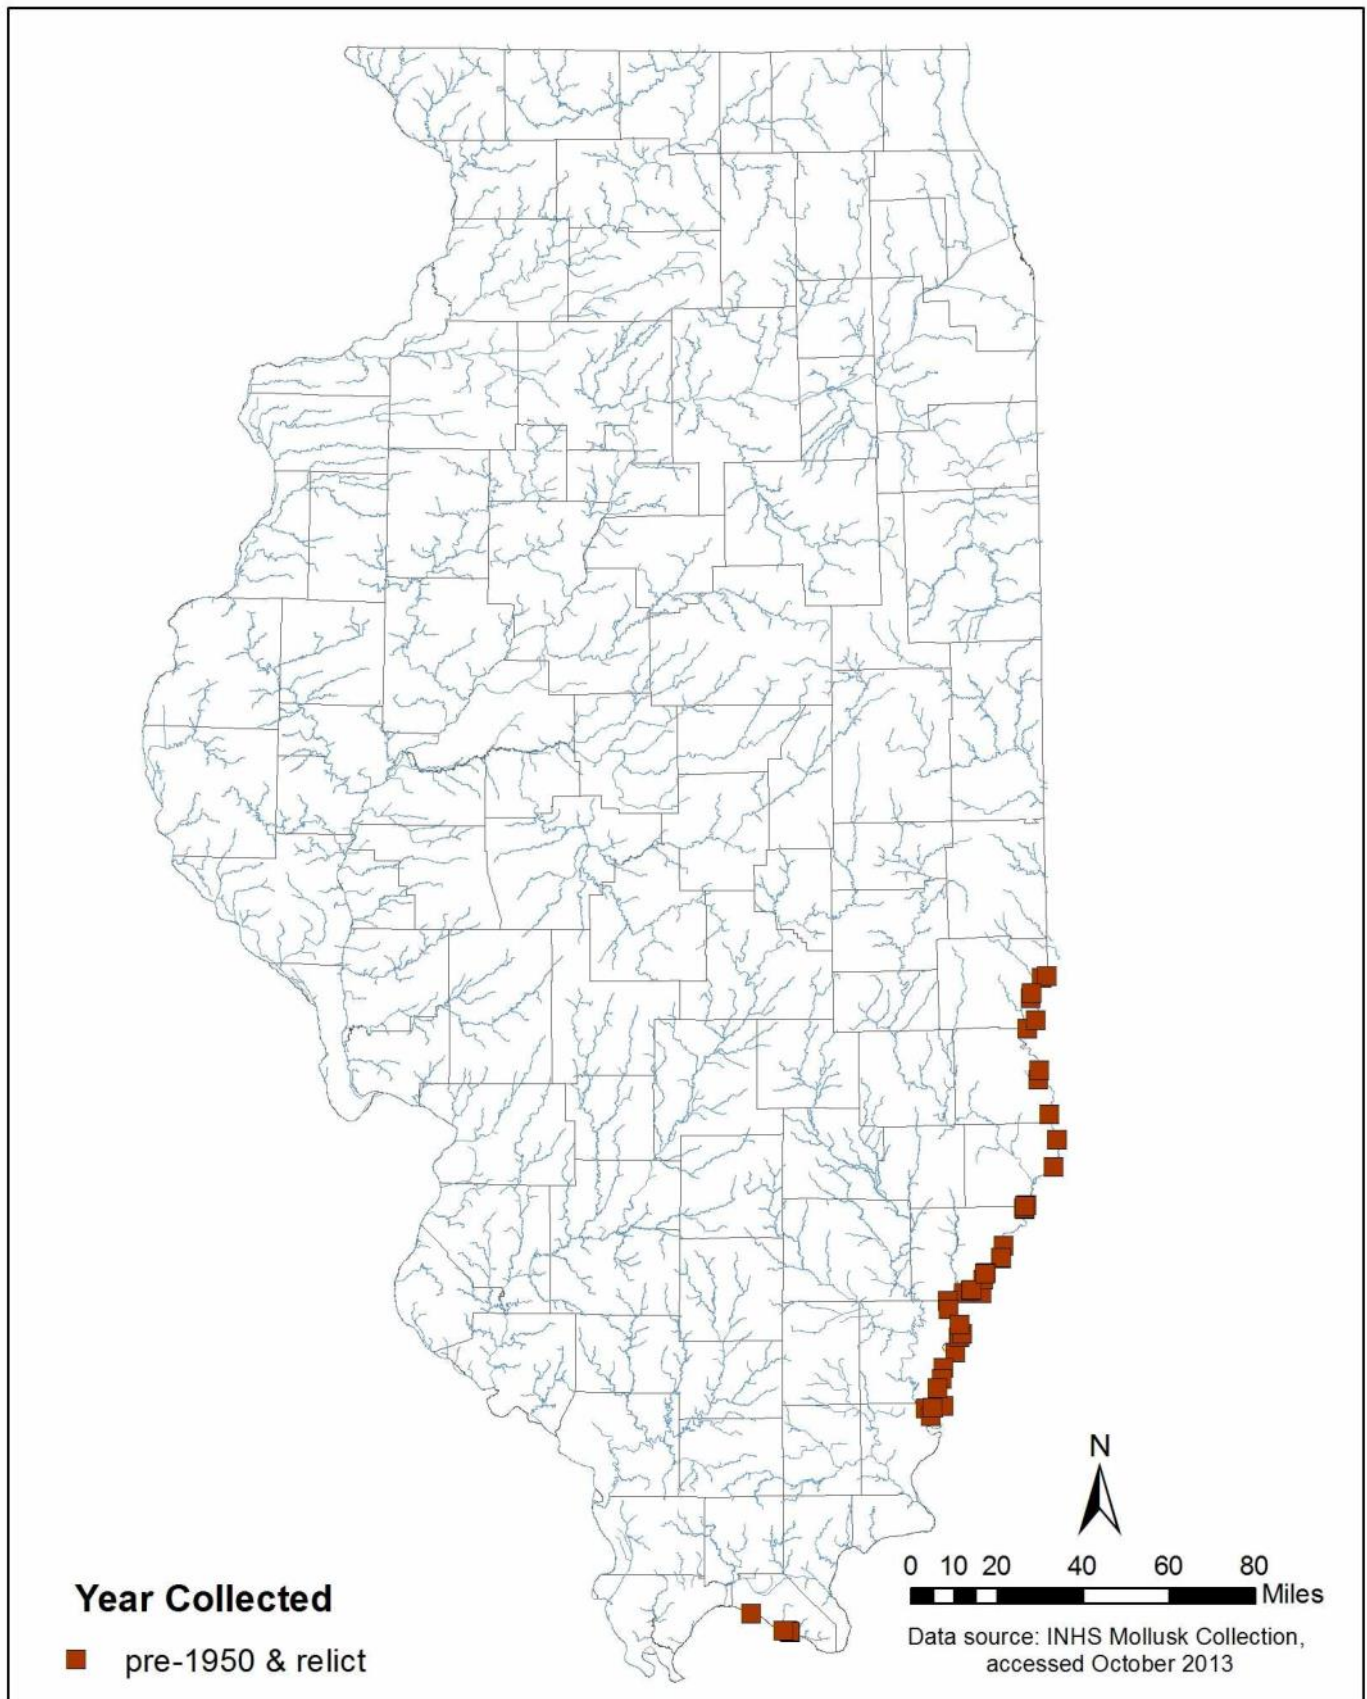 N
0 10 20 40 60 80
Miles
Year Collected
pre-1950 & relict
Data source: INHS Mollusk Collection,
accessed October 2013